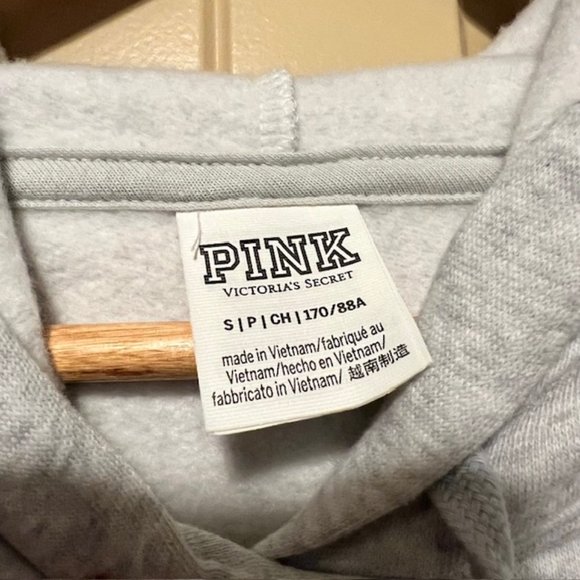 PINK
VICTORIA'S SECRET
S|P|CH|170/88A
made in Vietnam/fabriqué au
Vietnam/hecho en Vietnam/
fabbricato in Vietnam/ 越南制造